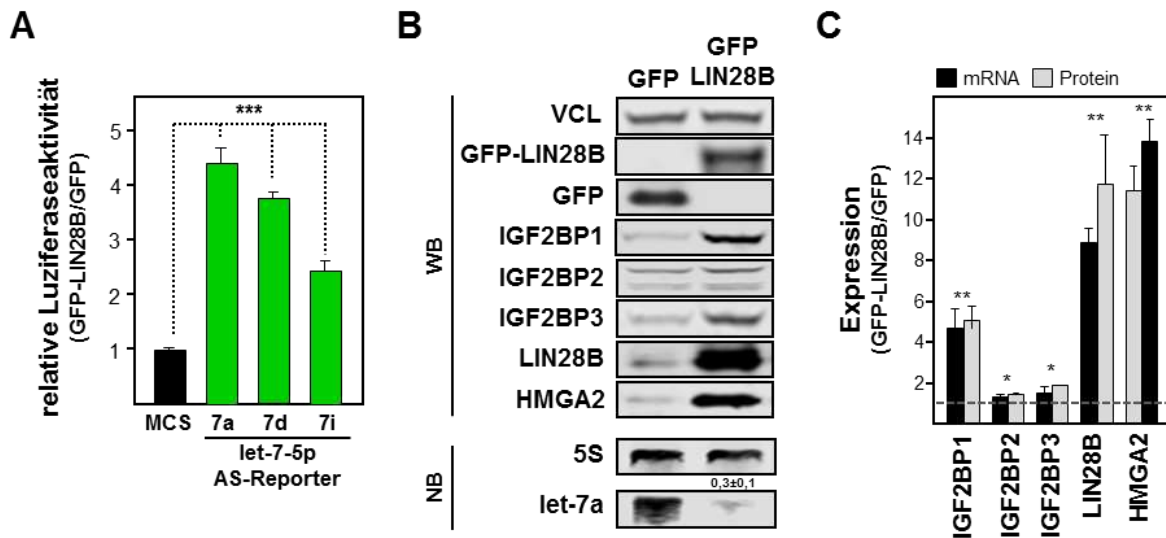 A
relative Luziferaseaktivität
(GFP-LIN28B/GFP)
5
4
3
2
1
***
MCS 7a 7d 7i
let-7-5p
AS-Reporter
B
GFP
GFP
LIN28B
WB
VCL
GFP-LIN28B
GFP
IGF2BP1
IGF2BP2
IGF2BP3
LIN28B
HMGA2
NB
5S
0,3±0,1
let-7a
C
mRNA Protein
Expression
(GFP-LIN28B/GFP)
14
12
10
8
6
4
2
** * * ** **
IGF2BP1
IGF2BP2
IGF2BP3
LIN28B
HMGA2